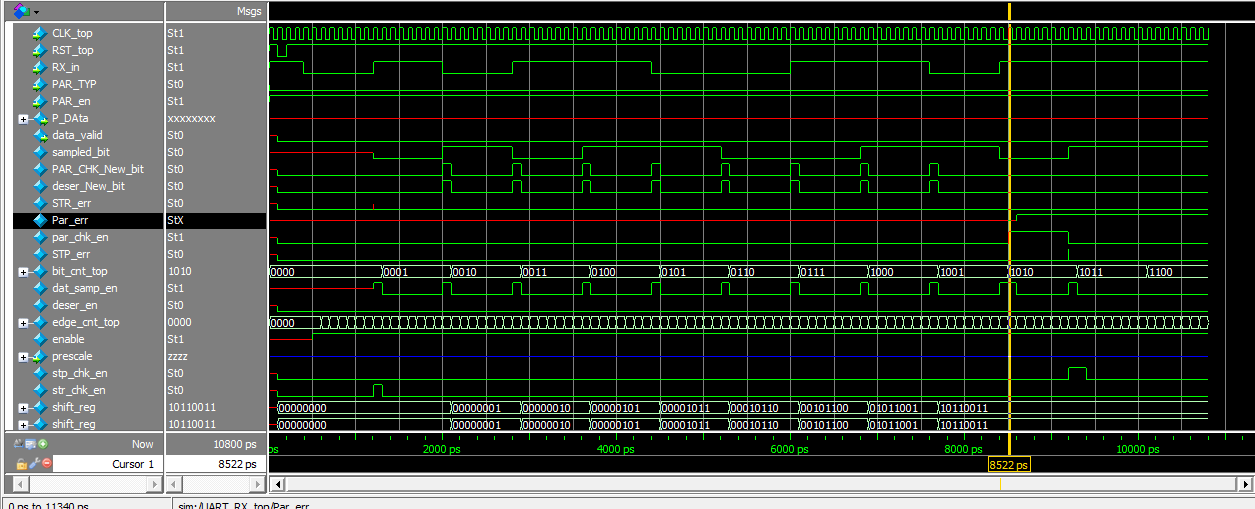 Msgs
CLK_top St1
RST_top St1
RX_in St1
PAR_TYP St0
PAR_en St1
P_DAta xxxxxxxx
data_valid St0
sampled_bit St0
PAR_CHK_New_bit St0
deser_New_bit St0
STR_err St0
Par_err StX
par_chk_en St1
STP_err St0
bit_cnt_top 1010 0000 0001 0010 0011 0100 0101 0110 0111 1000 1001 1010 1011 1100
dat_samp_en St1
deser_en St0
edge_cnt_top 0000 0000
enable St1
prescale zzzz
stp_chk_en St0
str_chk_en St0
shift_reg 10110011 00000000 00000001 00000010 00000101 00001011 00010110 00101100 01011001 10110011
shift_reg 10110011 00000000 00000001 00000010 00000101 00001011 00010110 00101100 01011001 10110011
Now 10800 ps ps 2000 ps 4000 ps 6000 ps 8000 ps 10000 ps
Cursor 1 8522 ps 8522 ps
0 ps to 11340 ps sim:/UART_RX_top/Par_err